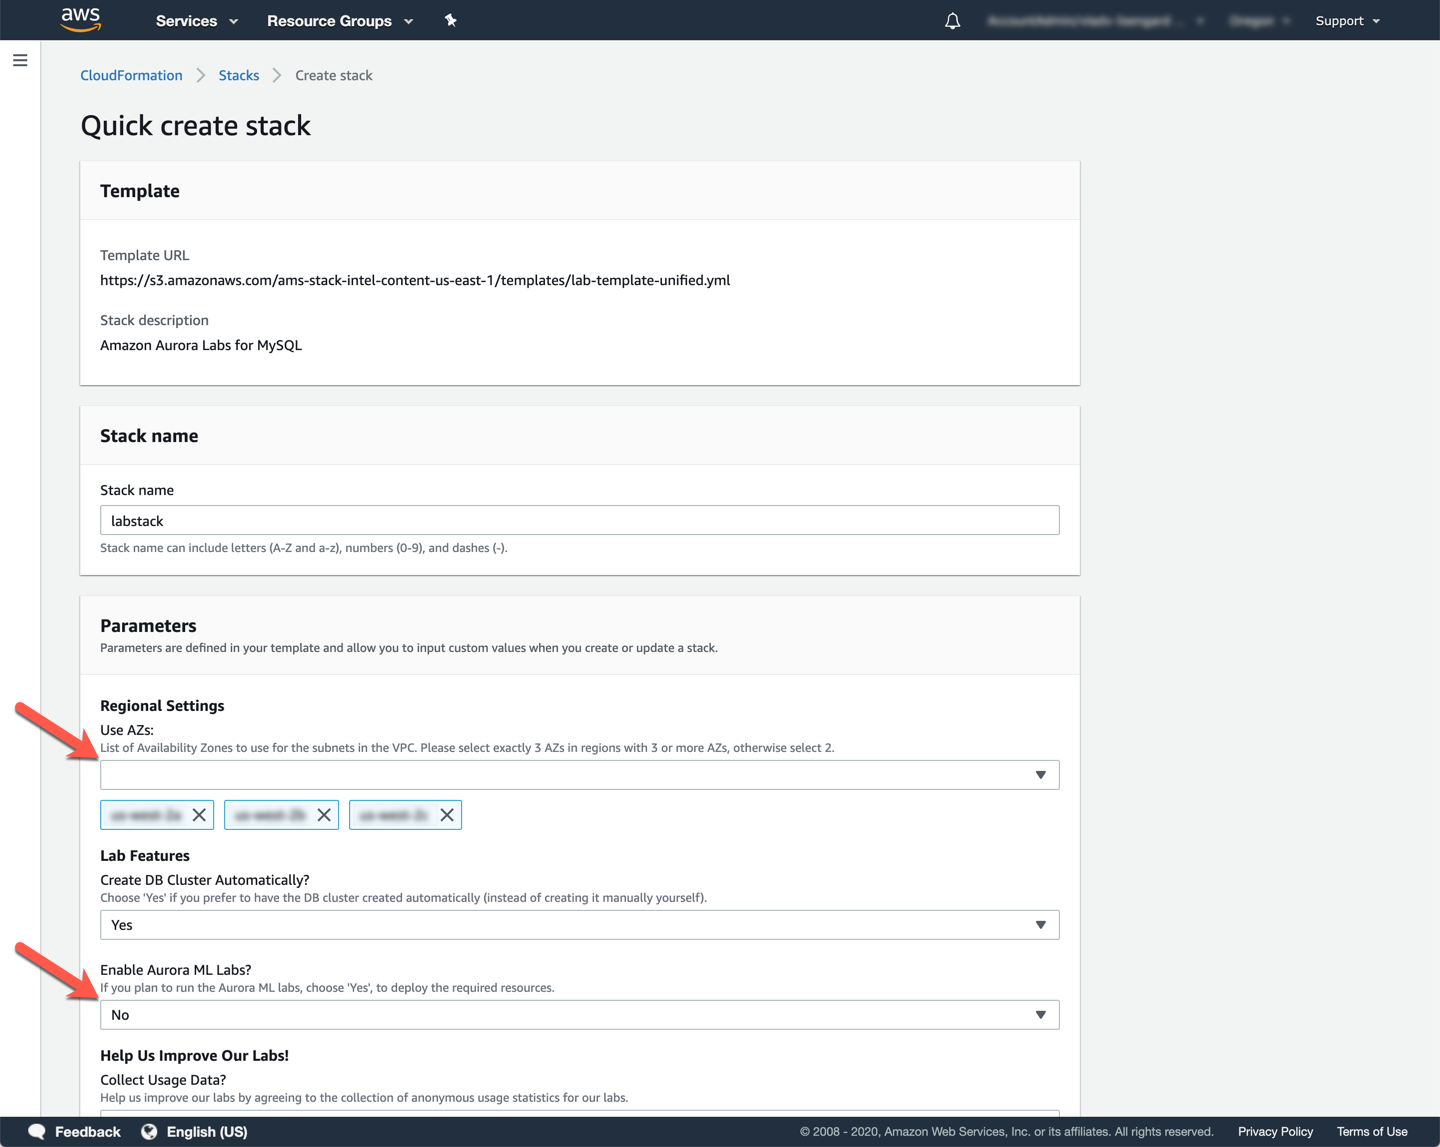 aws
Services
Resource Groups
Support
CloudFormation
Stacks
Create stack
Quick create stack
Template
Template URL
https://s3.amazonaws.com/ams-stack-intel-content-us-east-1/templates/lab-template-unified.yml
Stack description
Amazon Aurora Labs for MySQL
Stack name
Stack name
labstack
Stack name can include letters (A-Z and a-z), numbers (0-9), and dashes (-).
Parameters
Parameters are defined in your template and allow you to input custom values when you create or update a stack.
Regional Settings
Use AZs:
List of Availability Zones to use for the subnets in the VPC. Please select exactly 3 AZs in regions with 3 or more AZs, otherwise select 2.
Lab Features
Create DB Cluster Automatically?
Choose 'Yes' if you prefer to have the DB cluster created automatically (instead of creating it manually yourself).
Yes
Enable Aurora ML Labs?
If you plan to run the Aurora ML labs, choose 'Yes', to deploy the required resources.
No
Help Us Improve Our Labs!
Collect Usage Data?
Help us improve our labs by agreeing to the collection of anonymous usage statistics for our labs.
Feedback
English (US)
© 2008 - 2020, Amazon Web Services, Inc. or its affiliates. All rights reserved.
Privacy Policy
Terms of Use